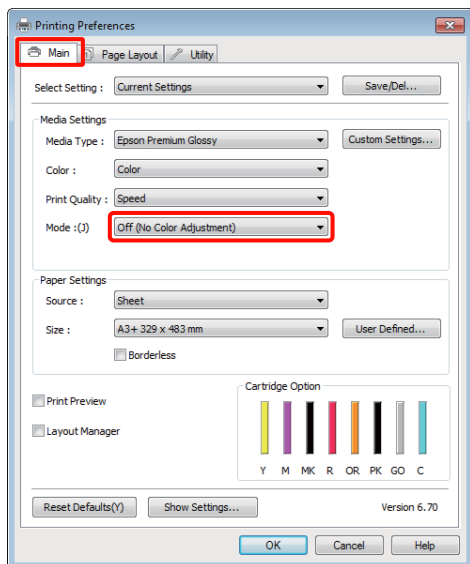 Printing Preferences
Main Page Layout Utility
Select Setting : Current Settings Save/Del...
Media Settings
Media Type : Epson Premium Glossy Custom Settings...
Color : Color
Print Quality : Speed
Mode :(J) Off (No Color Adjustment)
Paper Settings
Source : Sheet
Size : A3+ 329 x 483 mm User Defined...
Borderless
Cartridge Option
Print Preview
Layout Manager
Y M MK R OR PK GO C
Reset Defaults(Y) Show Settings... Version 6.70
OK Cancel Help